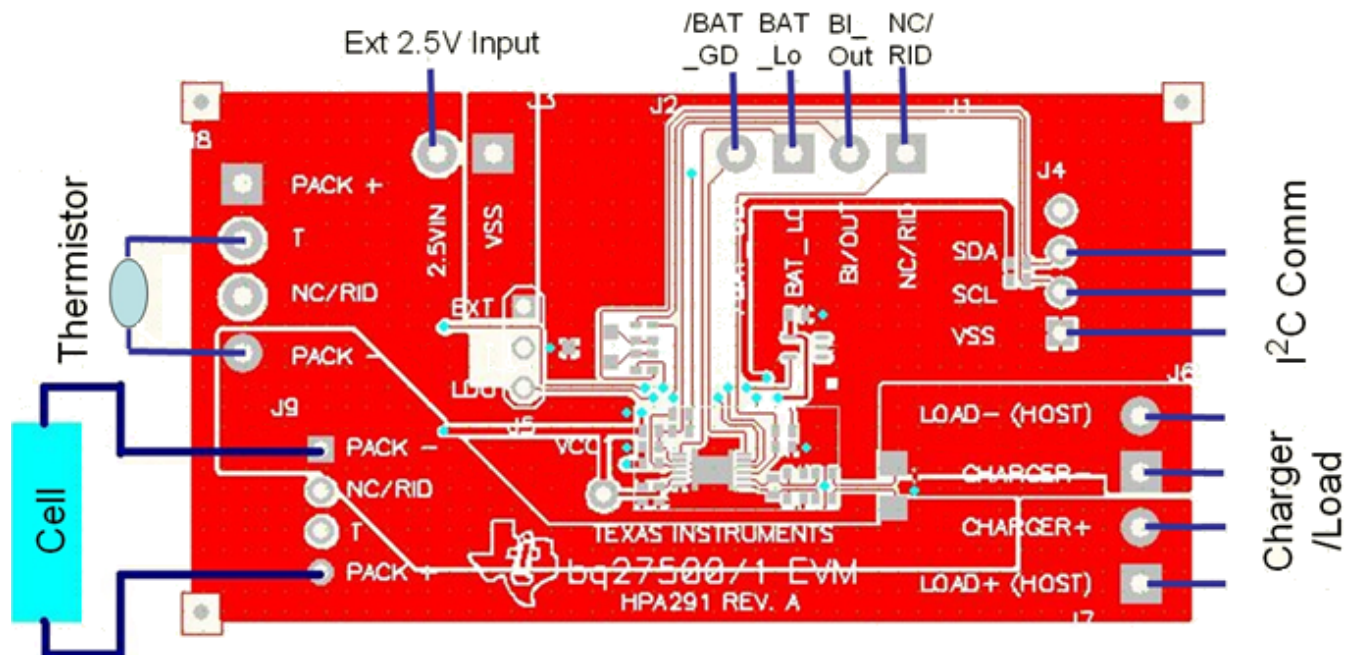 Ext 2.5V Input
/BAT
_GD
BAT
_Lo
BI_
Out
NC/
RID
J8
J3
J2
J1
PACK +
T
NC/RID
PACK -
Thermistor
2.5VIN
VSS
BAT_LO
BI/OUT
NC/RID
J4
SDA
SCL
VSS
I²C Comm
EXT
LDO
J5
VCC
J9
PACK -
NC/RID
T
PACK +
Cell
J6
LOAD- (HOST)
CHARGER-
CHARGER+
LOAD+ (HOST)
J7
Charger
/Load
TEXAS INSTRUMENTS
bq27500/1 EVM
HPA291 REV. A